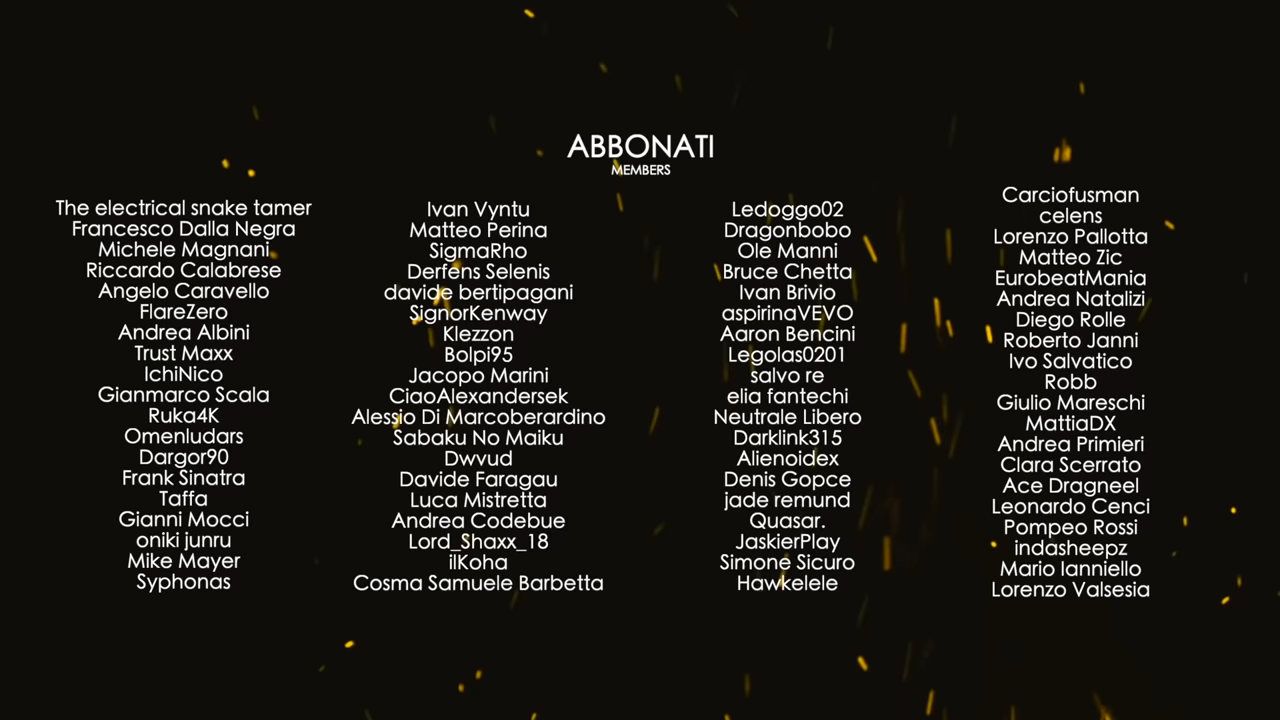 ABBONATI
MEMBERS
The electrical snake tamer
Francesco Dalla Negra
Michele Magnani
Riccardo Calabrese
Angelo Caravello
FlareZero
Andrea Albini
Trust Maxx
IchiNico
Gianmarco Scala
Ruka4K
Omenludars
Dargor90
Frank Sinatra
Taffa
Gianni Mocci
oniki junru
Mike Mayer
Syphonas
Ivan Vyntu
Matteo Perina
SigmaRho
Derfens Selenis
davide bertipagani
SignorKenway
Klezzon
Bolpi95
Jacopo Marini
CiaoAlexandersek
Alessio Di Marcoberardino
Sabaku No Maiku
Dwvud
Davide Faragau
Luca Mistretta
Andrea Codebue
Lord_Shaxx_18
ilKoha
Cosma Samuele Barbetta
Ledoggo02
Dragonbobo
Ole Manni
Bruce Chetta
Ivan Brivio
aspirinaVEVO
Aaron Bencini
Legolas0201
salvo re
elia fantechi
Neutrale Libero
Darklink315
Alienoidex
Denis Gopce
jade remund
Quasar.
JaskierPlay
Simone Sicuro
Hawkelele
Carciofusman
celens
Lorenzo Pallotta
Matteo Zic
EurobeatMania
Andrea Natalizi
Diego Rolle
Roberto Janni
Ivo Salvatico
Robb
Giulio Mareschi
MattiaDX
Andrea Primieri
Clara Scerrato
Ace Dragneel
Leonardo Cenci
Pompeo Rossi
indasheepz
Mario Ianniello
Lorenzo Valsesia